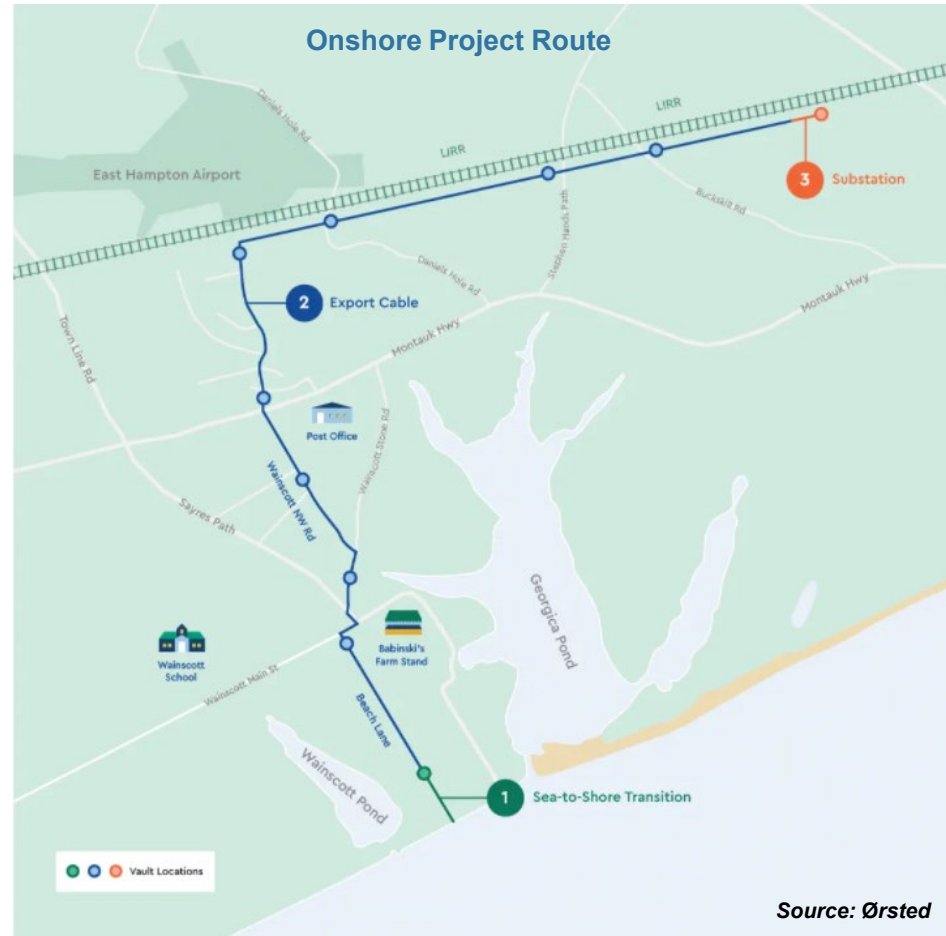 Onshore Project Route
Daniels Hole Rd
LIRR
LIRR
East Hampton Airport
3
Substation
Buckskill Rd
Stephen Hands Path
Daniels Hole Rd
2
Export Cable
Montauk Hwy
Montauk Hwy
Town Line Rd
Post Office
Wainscott Stone Rd
Wainscott NW Rd
Sayres Path
Georgica Pond
Wainscott
School
Babinski's
Farm Stand
Wainscott Main St
Beach Lane
Wainscott Pond
1
Sea-to-Shore Transition
Vault Locations
Source: Ørsted